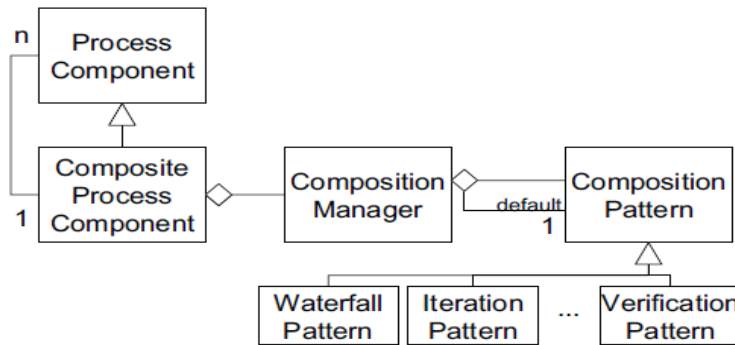 n
Process
Component
Composite
Process
Component
1
Composition
Manager
default
1
Composition
Pattern
Waterfall
Pattern
Iteration
Pattern
...
Verification
Pattern